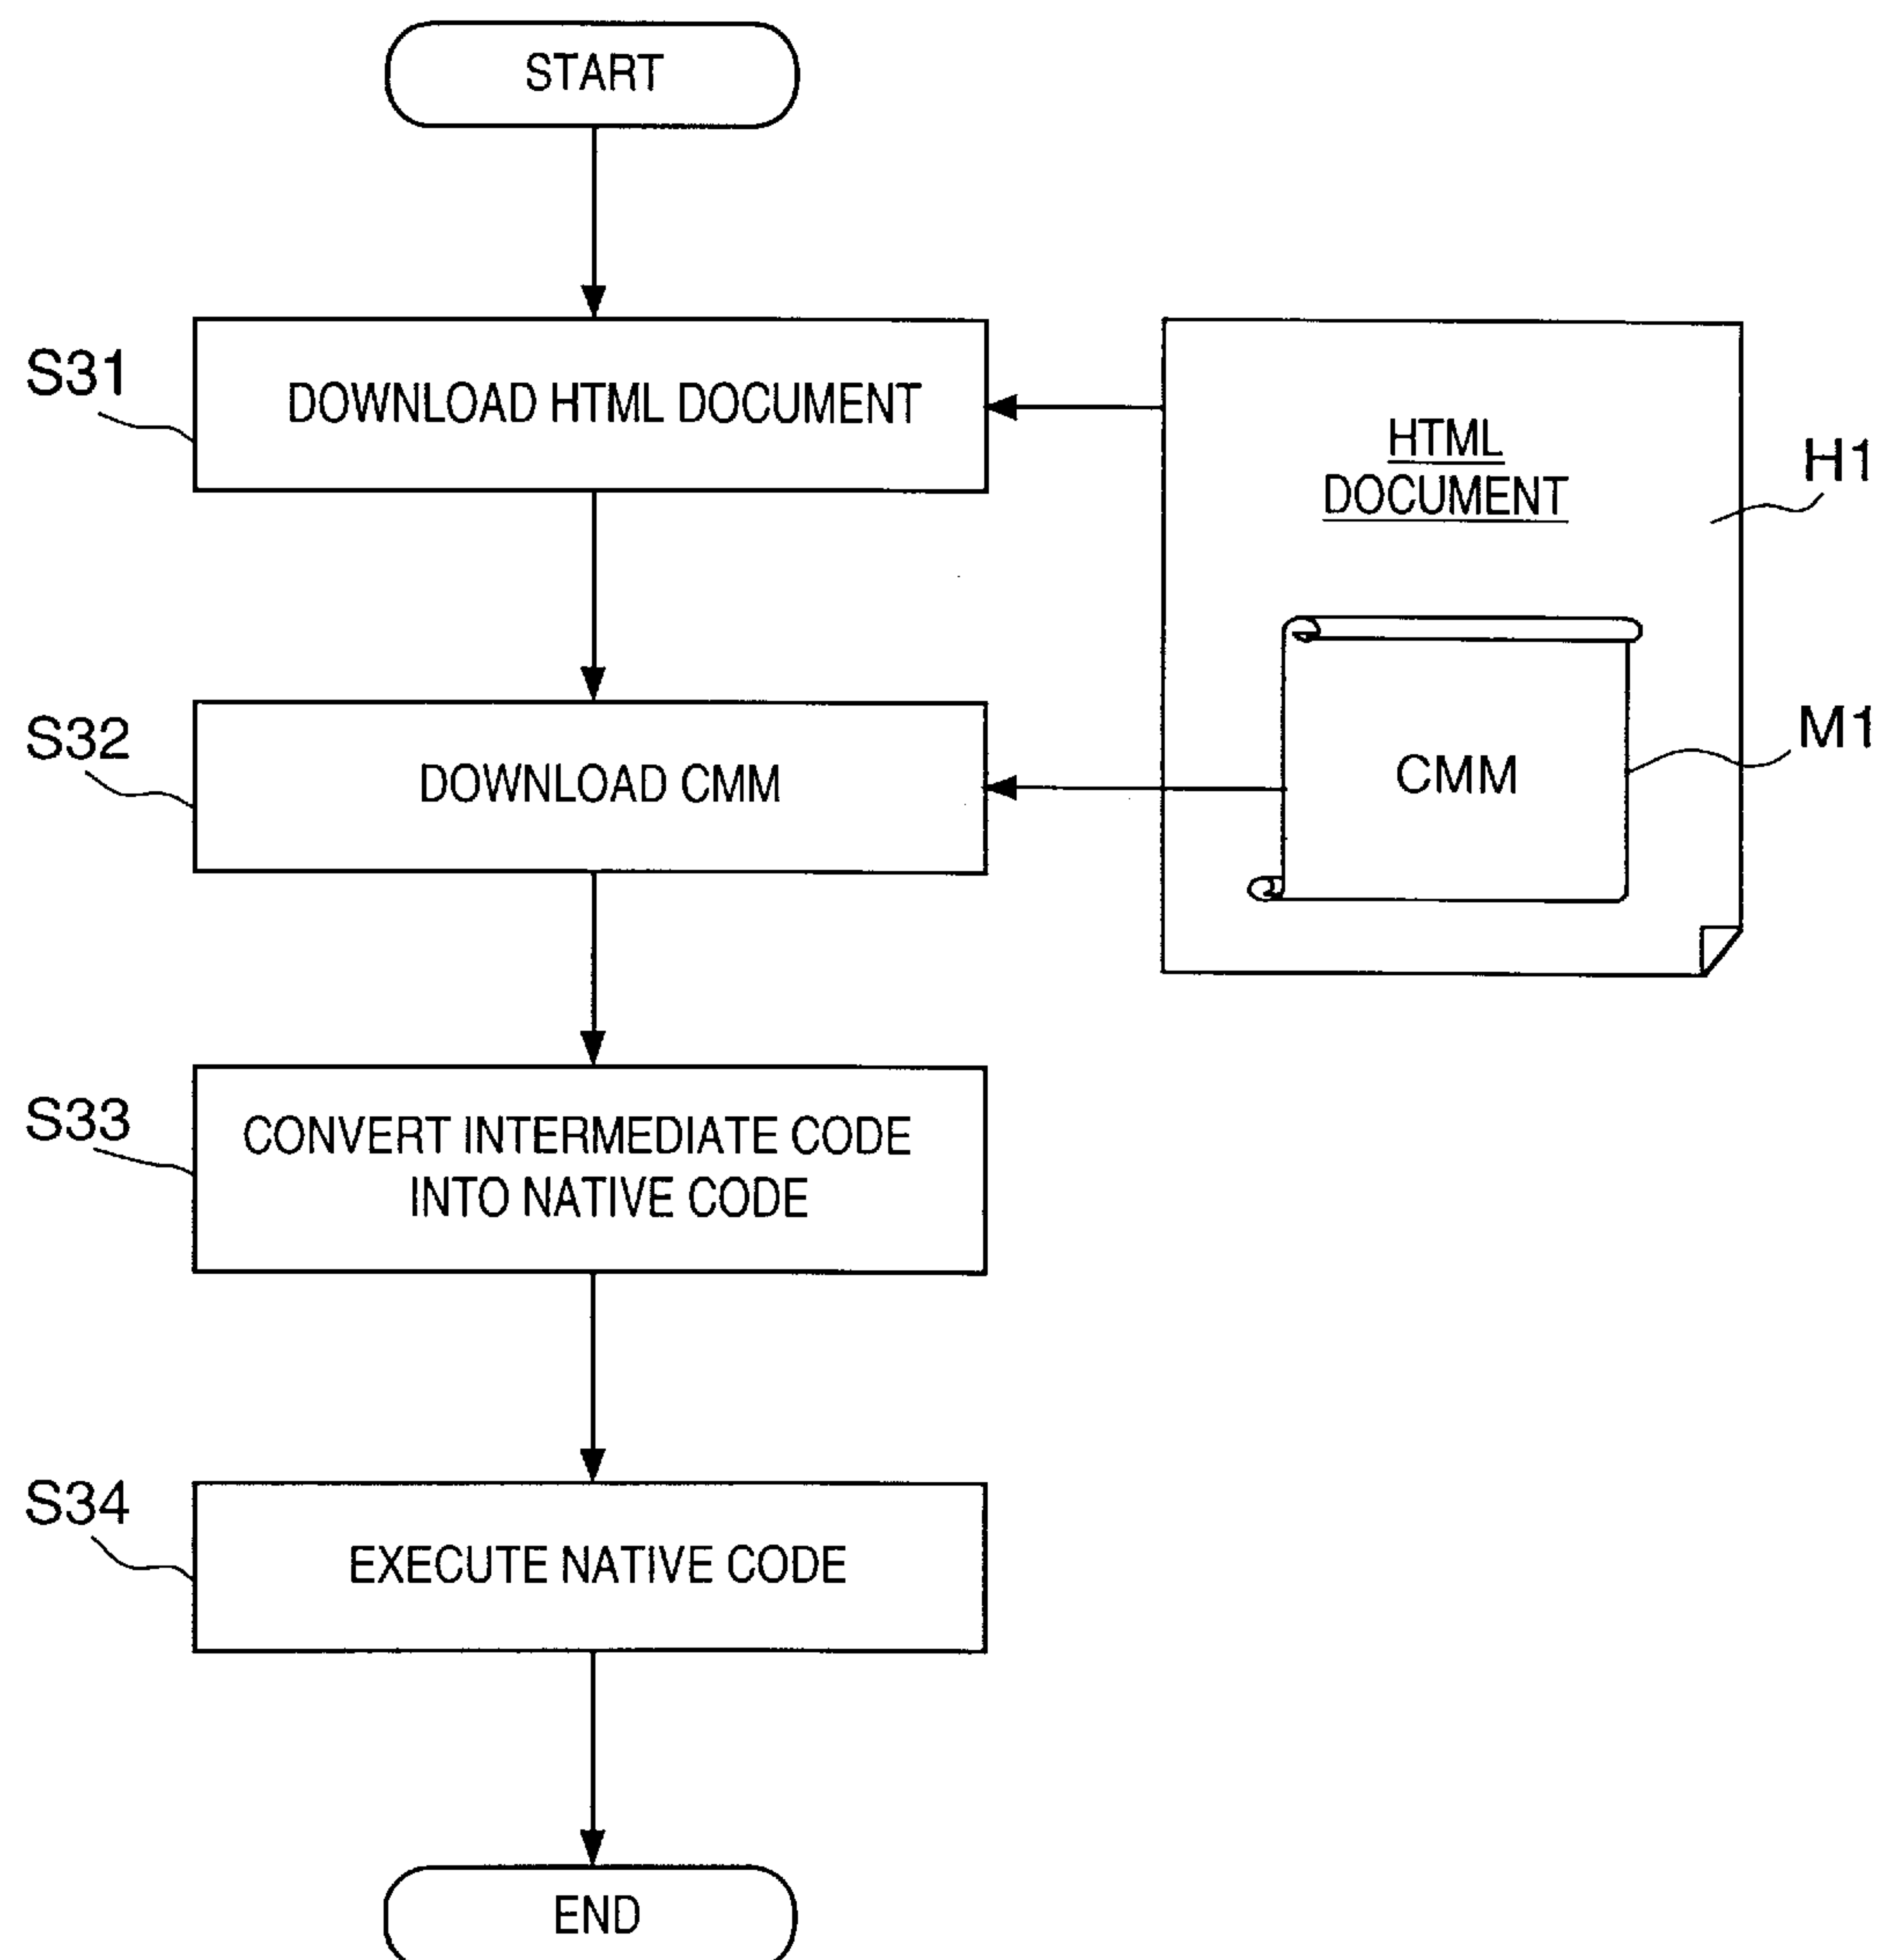 START
S31
DOWNLOAD HTML DOCUMENT
HTML
DOCUMENT
H1
S32
DOWNLOAD CMM
CMM
M1
S33
CONVERT INTERMEDIATE CODE
INTO NATIVE CODE
S34
EXECUTE NATIVE CODE
END